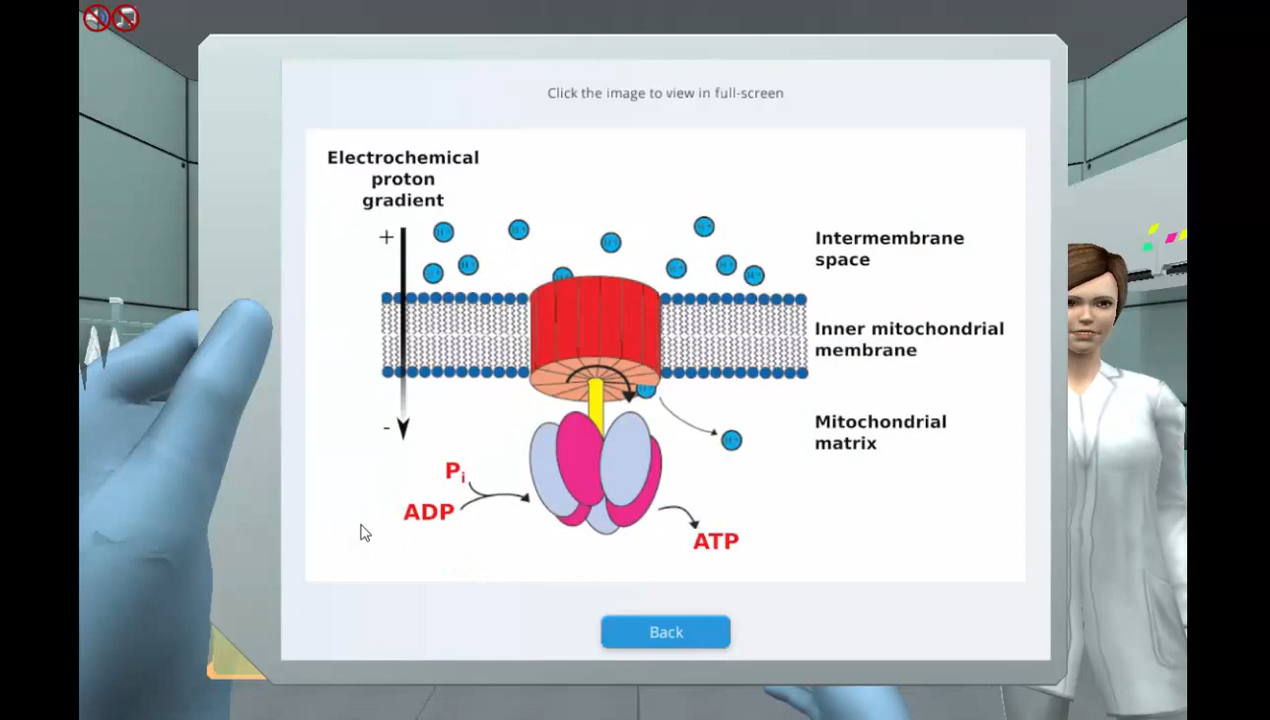 Click the image to view in full-screen
Electrochemical
proton
gradient
+
Intermembrane
space
Inner mitochondrial
membrane
-
Mitochondrial
matrix
Pi
ADP
ATP
Back